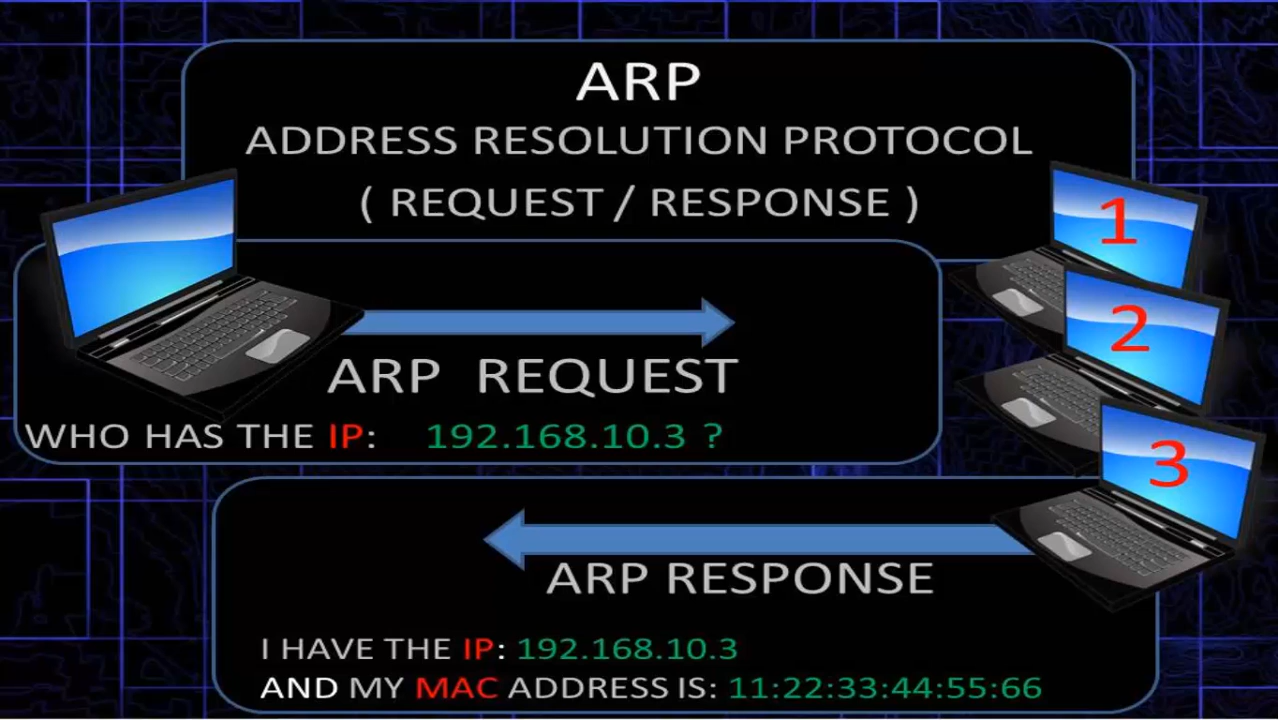 ARP
ADDRESS RESOLUTION PROTOCOL
( REQUEST / RESPONSE )
1
2
3
ARP REQUEST
WHO HAS THE IP: 192.168.10.3 ?
ARP RESPONSE
I HAVE THE IP: 192.168.10.3
AND MY MAC ADDRESS IS: 11:22:33:44:55:66